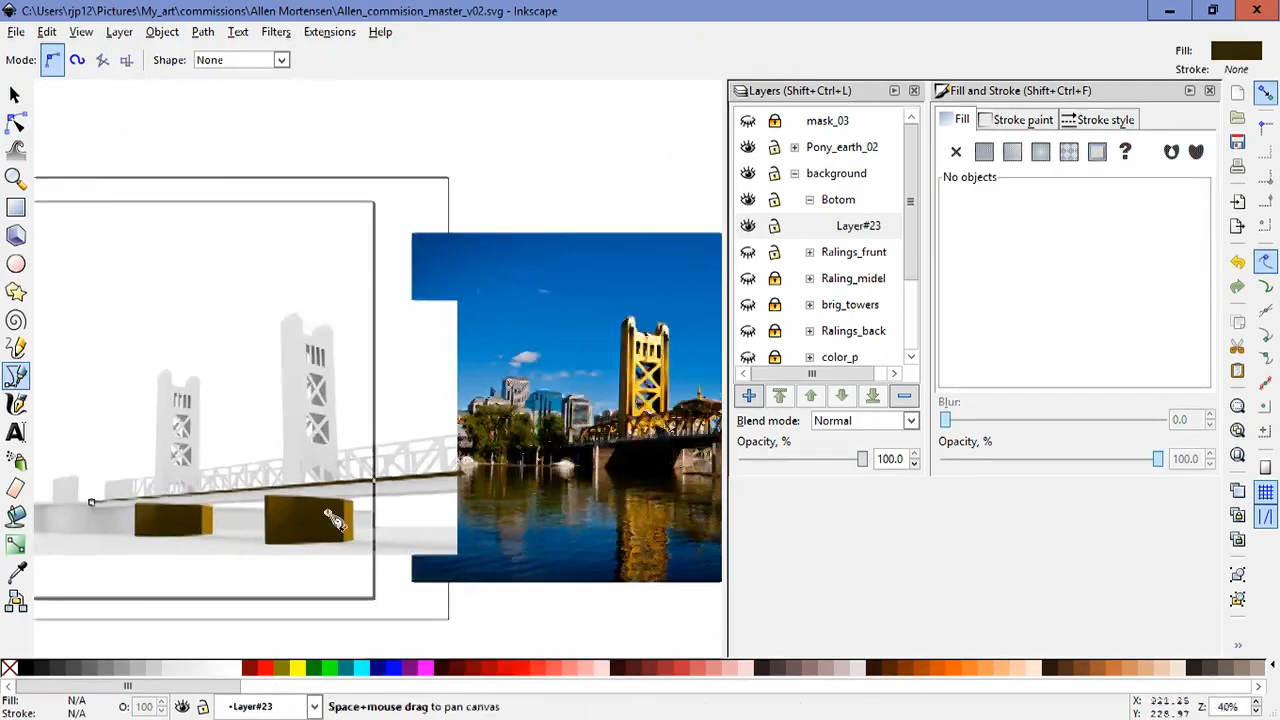 C:\Users\rjp12\Pictures\My_art\commissions\Allen Mortensen\Allen_commision_master_v02.svg - Inkscape
File Edit View Layer Object Path Text Filters Extensions Help
Mode: Shape: None
Fill:
Stroke: None
Layers (Shift+Ctrl+L)
Fill and Stroke (Shift+Ctrl+F)
mask_03
Pony_earth_02
background
Botom
Layer#23
Ralings_frunt
Raling_midel
brig_towers
Ralings_back
color_p
Blend mode: Normal
Opacity, %
100.0
Fill Stroke paint Stroke style
?
No objects
Blur:
0.0
Opacity, %
100.0
Fill: N/A
Stroke: N/A
O: 100
•Layer#23
Space+mouse drag to pan canvas
X: 321.25
Y: 228.97
Z: 40%